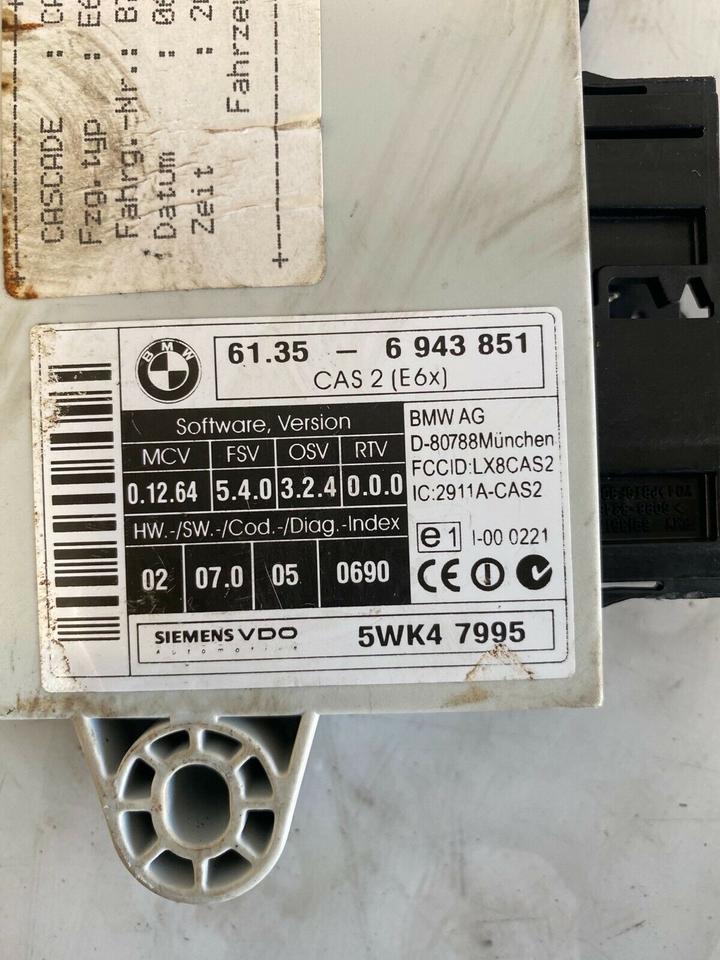 CASCADE :
Fzg.typ :
Fahrg.-Nr.:
Datum :
Zeit :
BMW
61.35 – 6 943 851
CAS 2 (E6x)
Software, Version
MCV FSV OSV RTV
0.12.64 5.4.0 3.2.4 0.0.0
HW.-/SW.-/Cod.-/Diag.-Index
02 07.0 05 0690
BMW AG
D-80788München
FCCID:LX8CAS2
IC:2911A-CAS2
e1 I-00 0221
CE
SIEMENS VDO
Automotive
5WK4 7995